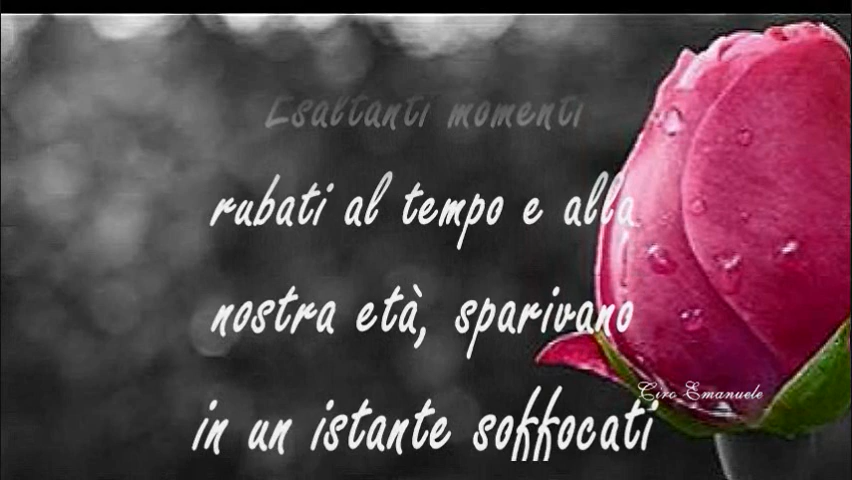 Esaltanti momenti
rubati al tempo e alla
nostra età, sparivano
Ciro Emanuele
in un istante soffocati